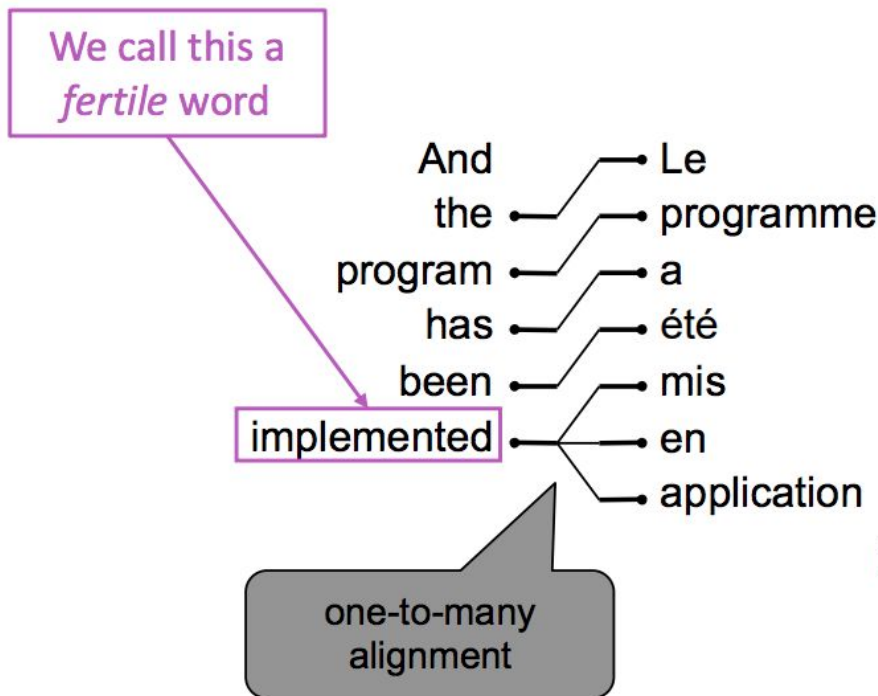 We call this a
fertile word
And
the
program
has
been
implemented
Le
programme
a
été
mis
en
application
one-to-many
alignment